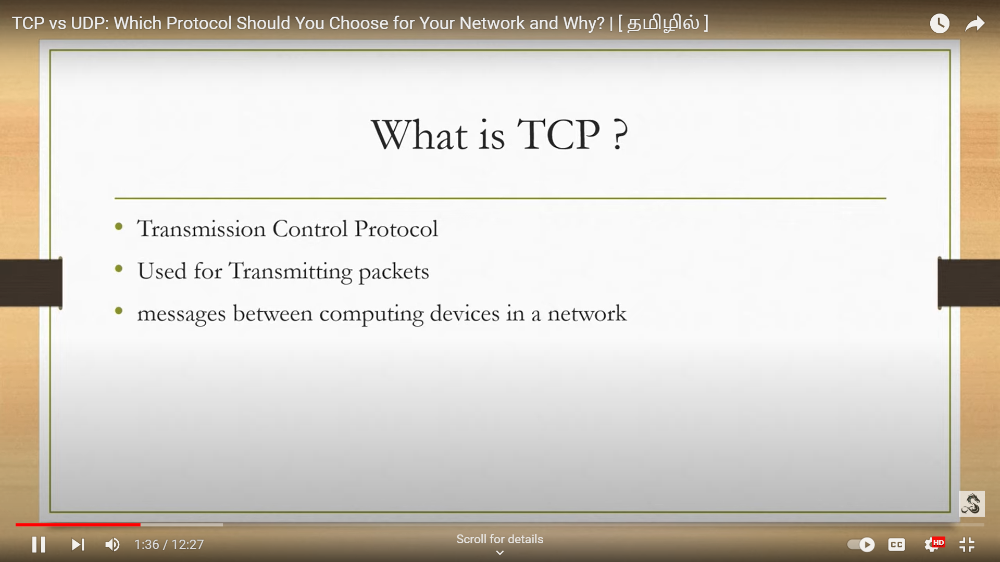 TCP vs UDP: Which Protocol Should You Choose for Your Network and Why? | [ தமிழில் ]
What is TCP ?
• Transmission Control Protocol
• Used for Transmitting packets
• messages between computing devices in a network
1:36 / 12:27
Scroll for details
CC
HD